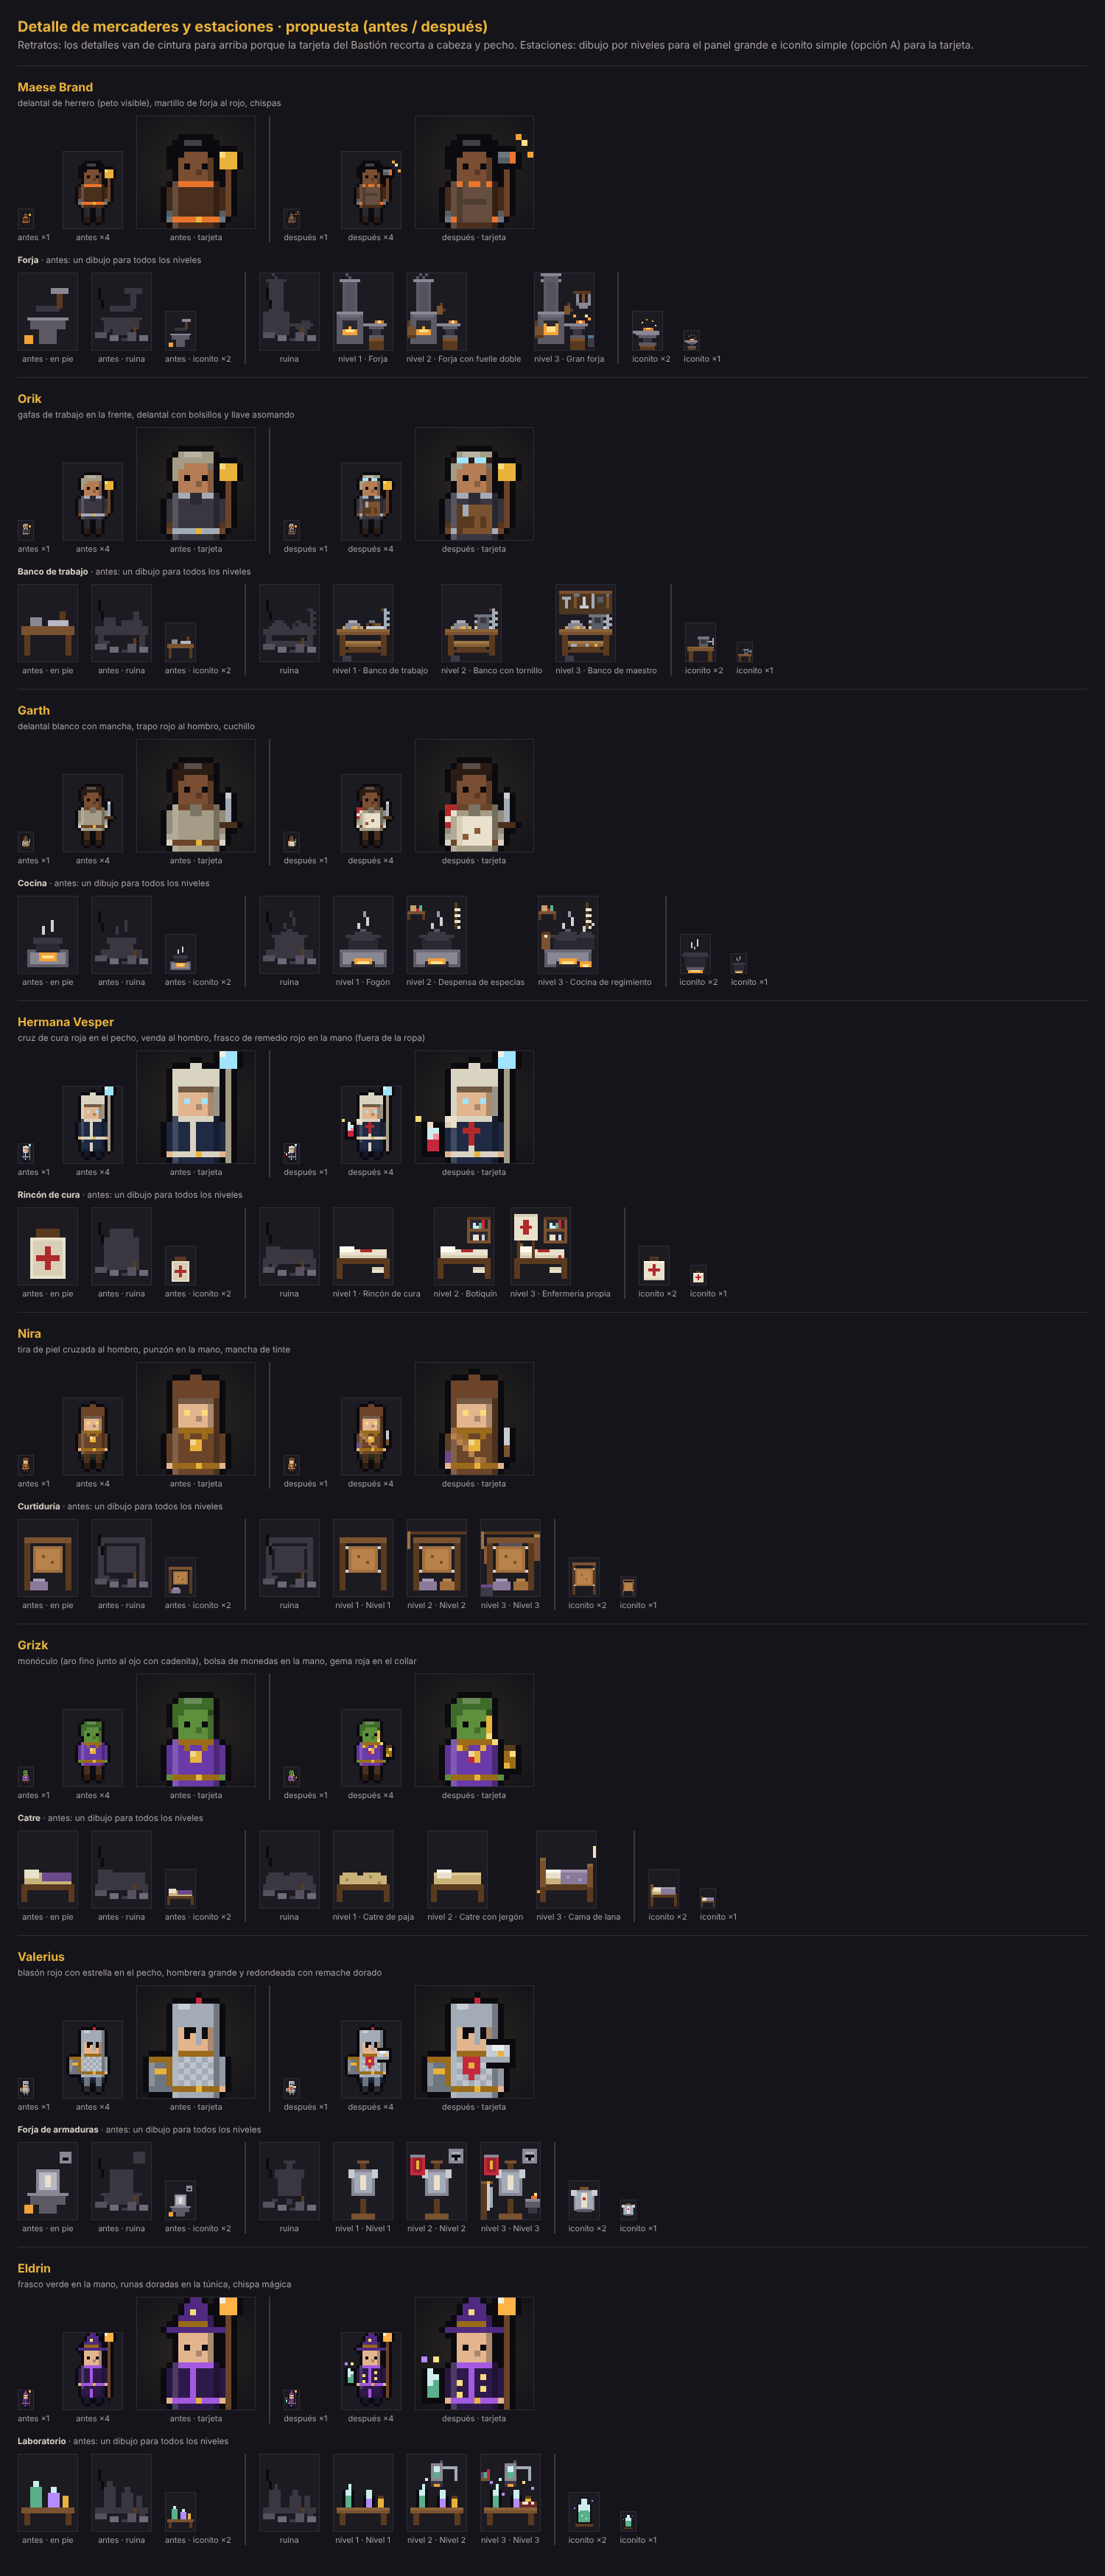 Detalle de mercaderes y estaciones · propuesta (antes / después)
Retratos: los detalles van de cintura para arriba porque la tarjeta del Bastión recorta a cabeza y pecho. Estaciones: dibujo por niveles para el panel grande e iconito simple (opción A) para la tarjeta.
Maese Brand
delantal de herrero (peto visible), martillo de forja al rojo, chispas
antes ×1 antes ×4 antes · tarjeta después ×1 después ×4 después · tarjeta
Forja · antes: un dibujo para todos los niveles
antes · en pie antes · ruina antes · iconito ×2 ruina nivel 1 · Forja nivel 2 · Forja con fuelle doble nivel 3 · Gran forja iconito ×2 iconito ×1
Orik
gafas de trabajo en la frente, delantal con bolsillos y llave asomando
antes ×1 antes ×4 antes · tarjeta después ×1 después ×4 después · tarjeta
Banco de trabajo · antes: un dibujo para todos los niveles
antes · en pie antes · ruina antes · iconito ×2 ruina nivel 1 · Banco de trabajo nivel 2 · Banco con tornillo nivel 3 · Banco de maestro iconito ×2 iconito ×1
Garth
delantal blanco con mancha, trapo rojo al hombro, cuchillo
antes ×1 antes ×4 antes · tarjeta después ×1 después ×4 después · tarjeta
Cocina · antes: un dibujo para todos los niveles
antes · en pie antes · ruina antes · iconito ×2 ruina nivel 1 · Fogón nivel 2 · Despensa de especias nivel 3 · Cocina de regimiento iconito ×2 iconito ×1
Hermana Vesper
cruz de cura roja en el pecho, venda al hombro, frasco de remedio rojo en la mano (fuera de la ropa)
antes ×1 antes ×4 antes · tarjeta después ×1 después ×4 después · tarjeta
Rincón de cura · antes: un dibujo para todos los niveles
antes · en pie antes · ruina antes · iconito ×2 ruina nivel 1 · Rincón de cura nivel 2 · Botiquín nivel 3 · Enfermería propia iconito ×2 iconito ×1
Nira
tira de piel cruzada al hombro, punzón en la mano, mancha de tinte
antes ×1 antes ×4 antes · tarjeta después ×1 después ×4 después · tarjeta
Curtiduría · antes: un dibujo para todos los niveles
antes · en pie antes · ruina antes · iconito ×2 ruina nivel 1 · Nivel 1 nivel 2 · Nivel 2 nivel 3 · Nivel 3 iconito ×2 iconito ×1
Grizk
monóculo (aro fino junto al ojo con cadenita), bolsa de monedas en la mano, gema roja en el collar
antes ×1 antes ×4 antes · tarjeta después ×1 después ×4 después · tarjeta
Catre · antes: un dibujo para todos los niveles
antes · en pie antes · ruina antes · iconito ×2 ruina nivel 1 · Catre de paja nivel 2 · Catre con jergón nivel 3 · Cama de lana iconito ×2 iconito ×1
Valerius
blasón rojo con estrella en el pecho, hombrera grande y redondeada con remache dorado
antes ×1 antes ×4 antes · tarjeta después ×1 después ×4 después · tarjeta
Forja de armaduras · antes: un dibujo para todos los niveles
antes · en pie antes · ruina antes · iconito ×2 ruina nivel 1 · Nivel 1 nivel 2 · Nivel 2 nivel 3 · Nivel 3 iconito ×2 iconito ×1
Eldrin
frasco verde en la mano, runas doradas en la túnica, chispa mágica
antes ×1 antes ×4 antes · tarjeta después ×1 después ×4 después · tarjeta
Laboratorio · antes: un dibujo para todos los niveles
antes · en pie antes · ruina antes · iconito ×2 ruina nivel 1 · Nivel 1 nivel 2 · Nivel 2 nivel 3 · Nivel 3 iconito ×2 iconito ×1